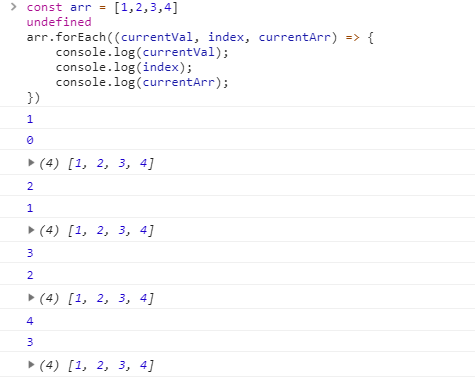 const arr = [1,2,3,4]
undefined
arr.forEach((currentVal, index, currentArr) => {
    console.log(currentVal);
    console.log(index);
    console.log(currentArr);
})
1
0
(4) [1, 2, 3, 4]
2
1
(4) [1, 2, 3, 4]
3
2
(4) [1, 2, 3, 4]
4
3
(4) [1, 2, 3, 4]